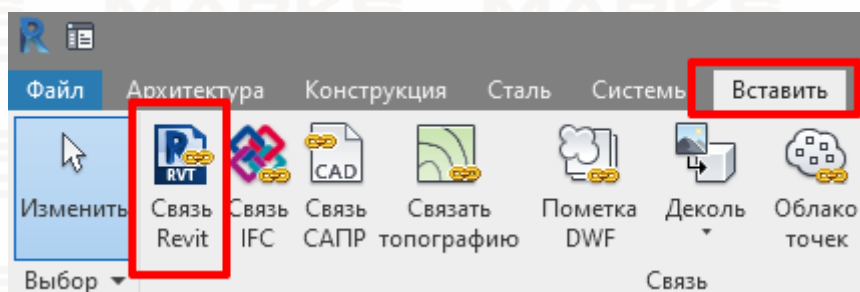 Файл Архитектура Конструкция Сталь Системы Вставить
RVT CAD
Изменить Связь Связь Связь Связать Пометка Деколь Облако
Revit IFC САПР топографию DWF точек
Выбор Связь